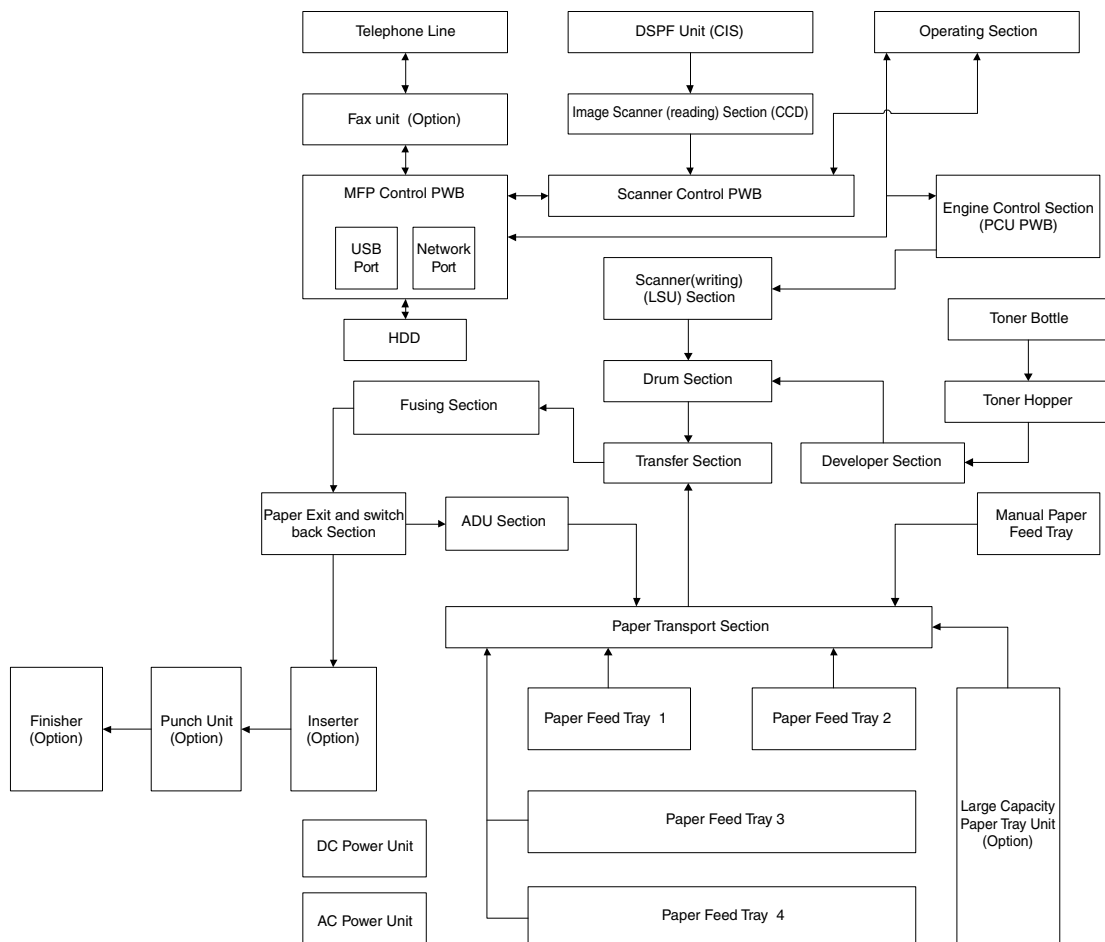 Telephone Line
DSPF Unit (CIS)
Operating Section
Fax unit  (Option)
Image Scanner (reading) Section (CCD)
MFP Control PWB
USB
Port
Network
Port
Scanner Control PWB
Engine Control Section
(PCU PWB)
Scanner(writing)
(LSU) Section
HDD
Toner Bottle
Drum Section
Fusing Section
Toner Hopper
Transfer Section
Developer Section
Paper Exit and switch
back Section
ADU Section
Manual Paper
Feed Tray
Paper Transport Section
Finisher
(Option)
Punch Unit
(Option)
Inserter
(Option)
Paper Feed Tray  1
Paper Feed Tray 2
Large Capacity
Paper Tray Unit
(Option)
Paper Feed Tray 3
DC Power Unit
AC Power Unit
Paper Feed Tray  4